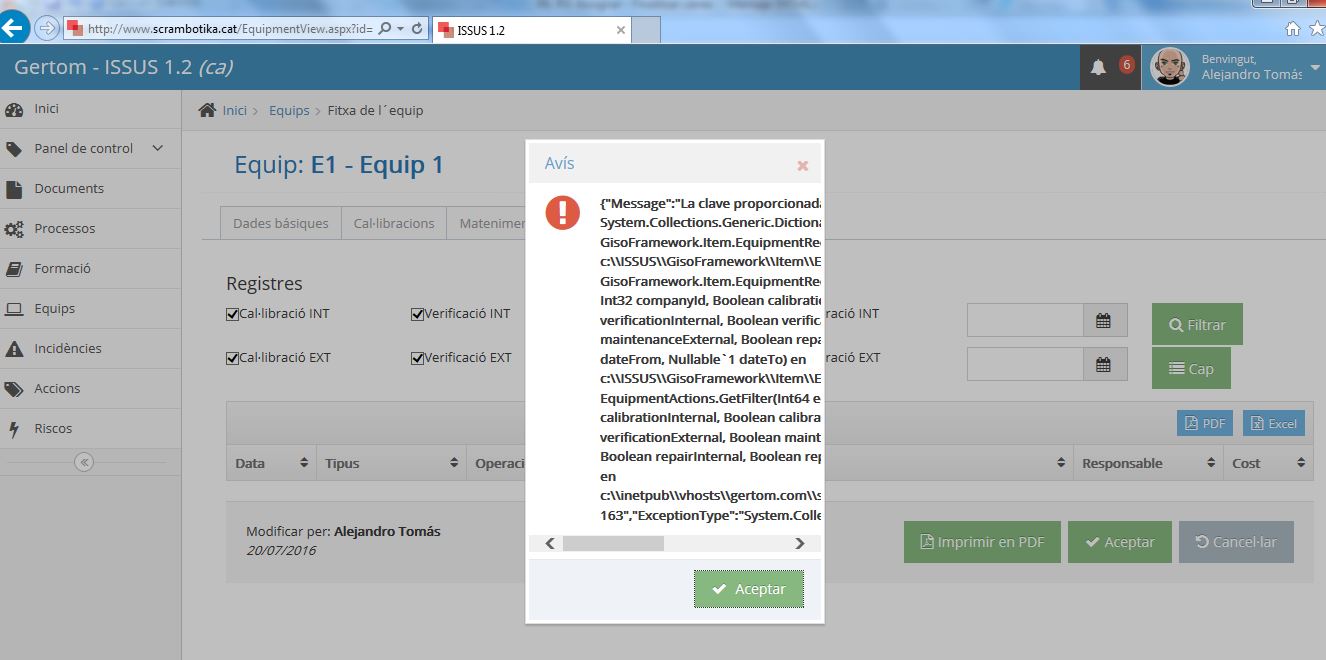 http://www.scrambotika.cat/EquipmentView.aspx?id=
ISSUS 1.2
Gertom - ISSUS 1.2 (ca)
6
Benvingut,
Alejandro Tomás
Inici
Panel de control
Documents
Processos
Formació
Equips
Incidències
Accions
Riscos
Inici > Equips > Fitxa de l´equip
Equip: E1 - Equip 1
Dades bàsiques
Cal·libracions
Matenimen
Registres
Cal·libració INT
Verificació INT
ració INT
Filtrar
Cal·libració EXT
Verificació EXT
ració EXT
Cap
PDF
Excel
Data
Tipus
Operaci
Responsable
Cost
Modificar per: Alejandro Tomás
20/07/2016
Imprimir en PDF
Aceptar
Cancel·lar
Avís
{"Message":"La clave proporcionada
System.Collections.Generic.Dictiona
GisoFramework.Item.EquipmentRe
c:\\ISSUS\\GisoFramework\\Item\\E
GisoFramework.Item.EquipmentRe
Int32 companyId, Boolean calibratio
verificationInternal, Boolean verific
maintenanceExternal, Boolean repa
dateFrom, Nullable`1 dateTo) en
c:\\ISSUS\\GisoFramework\\Item\\E
EquipmentActions.GetFilter(Int64 e
calibrationInternal, Boolean calibra
verificationExternal, Boolean maint
Boolean repairInternal, Boolean rep
en
c:\\inetpub\\vhosts\\gertom.com\\s
163","ExceptionType":"System.Colle
Aceptar